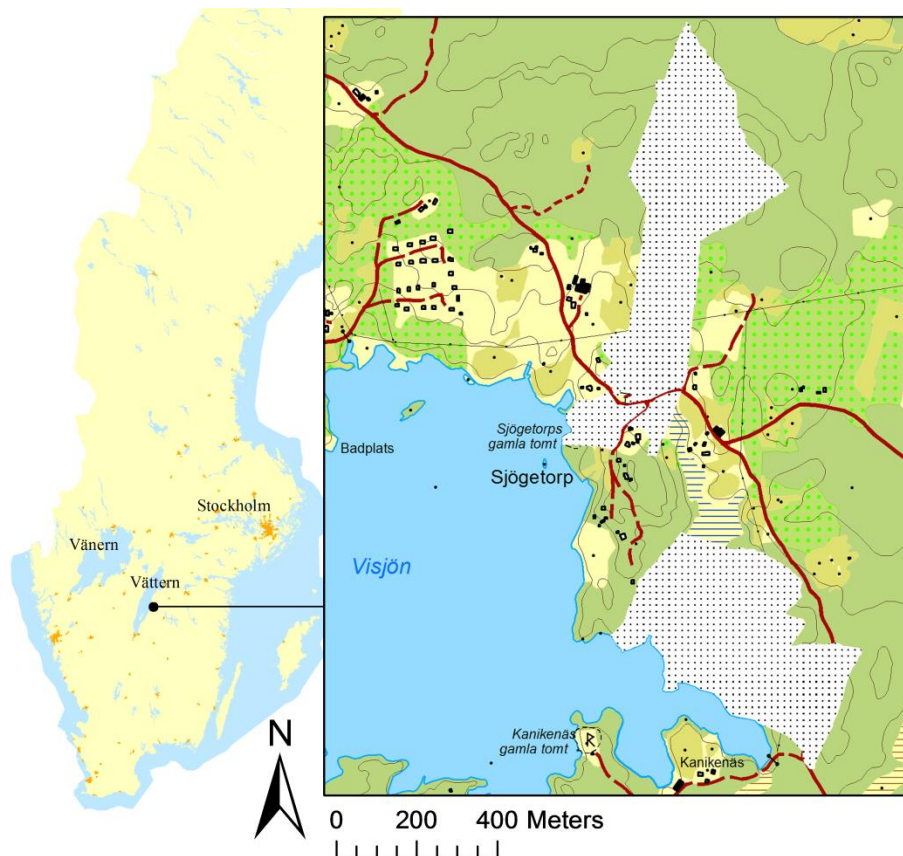 Stockholm
Vänern
Vättern
Badplats
Sjögetorps
gamla tomt
Sjögetorp
Visjön
Kanikenäs
gamla tomt
R
Kanikenäs
N
0 200 400 Meters